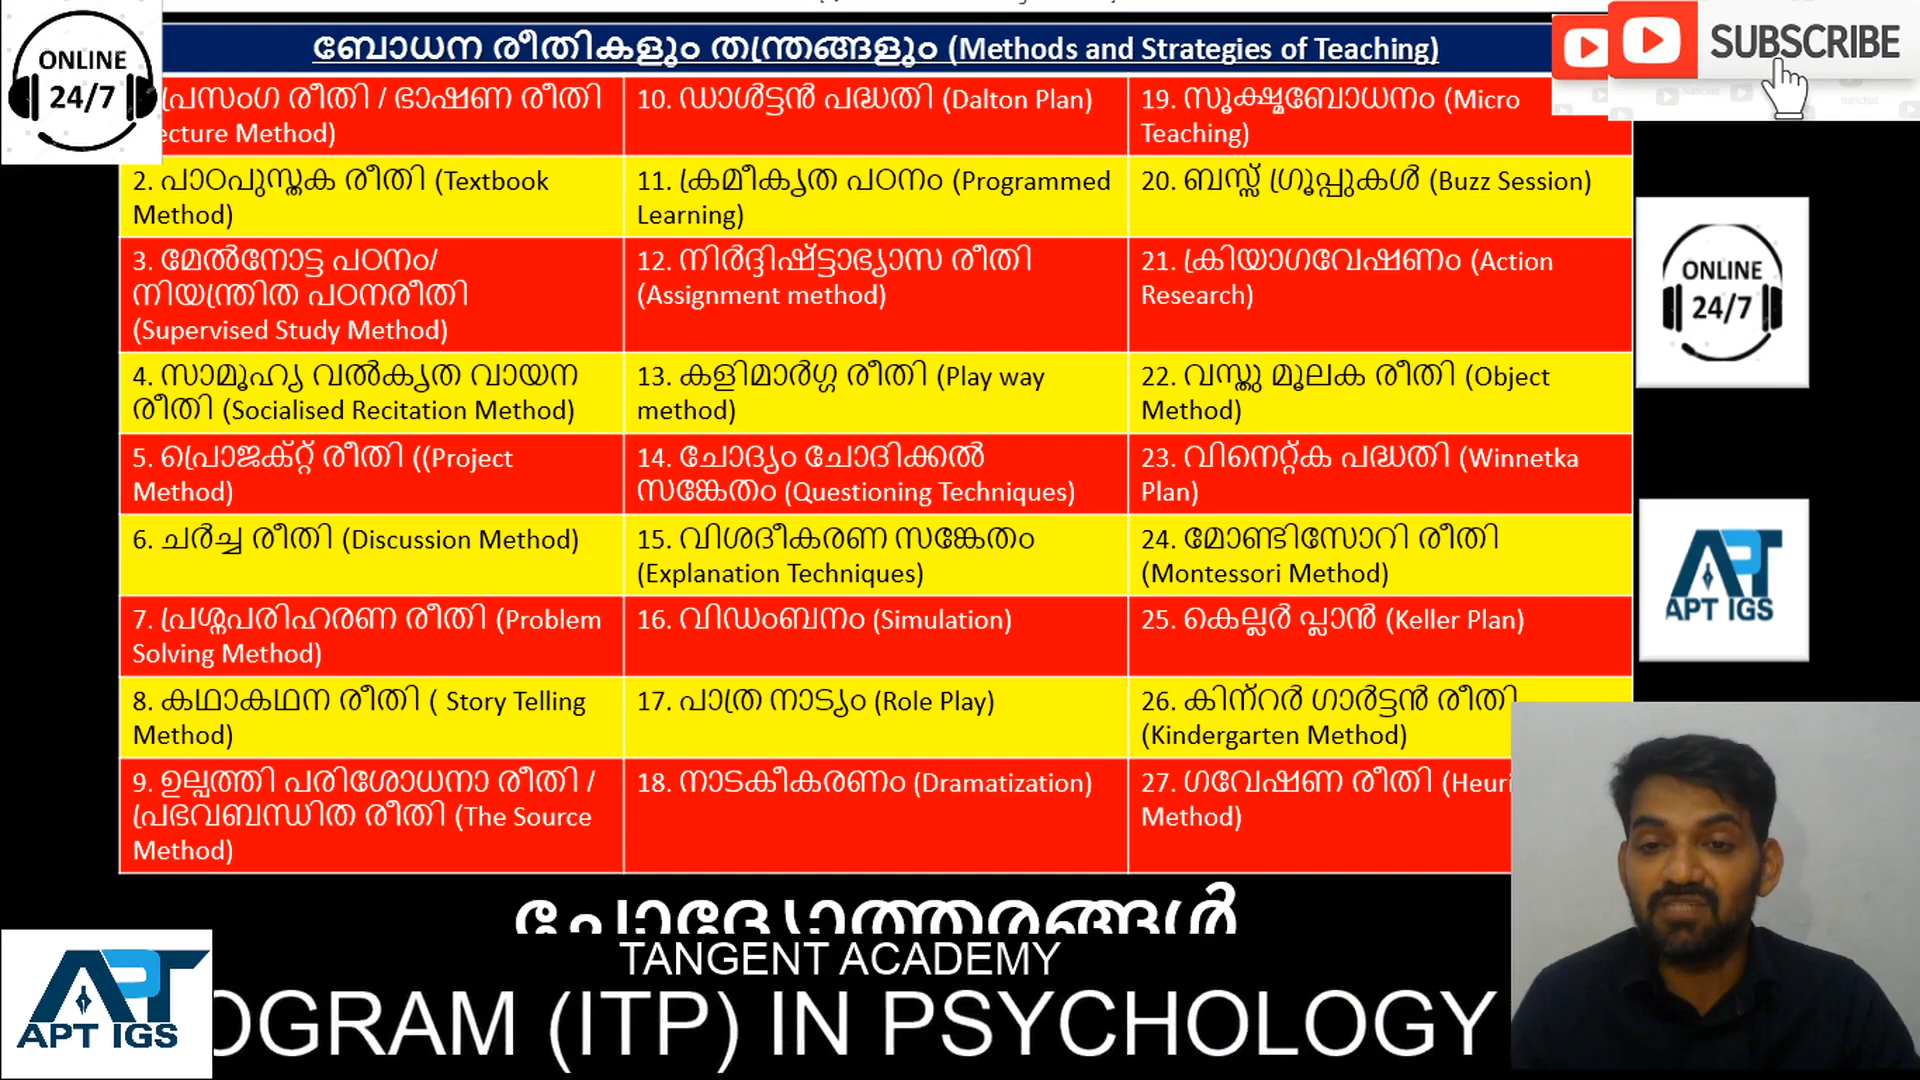 ONLINE
24/7
ബോധന രീതികളും തന്ത്രങ്ങളും (Methods and Strategies of Teaching)
SUBSCRIBE
പ്രസംഗ രീതി / ഭാഷണ രീതി
ecture Method)
10. ഡാൾട്ടൻ പദ്ധതി (Dalton Plan)
19. സൂക്ഷ്മബോധനം (Micro
Teaching)
2. പാഠപുസ്തക രീതി (Textbook
Method)
11. ക്രമീകൃത പഠനം (Programmed
Learning)
20. ബസ്സ് ഗ്രൂപ്പുകൾ (Buzz Session)
3. മേൽനോട്ട പഠനം/
നിയന്ത്രിത പഠനരീതി
(Supervised Study Method)
12. നിർദ്ദിഷ്ട്ടാഭ്യാസ രീതി
(Assignment method)
21. ക്രിയാഗവേഷണം (Action
Research)
ONLINE
24/7
4. സാമൂഹ്യ വൽകൃത വായന
രീതി (Socialised Recitation Method)
13. കളിമാർഗ്ഗ രീതി (Play way
method)
22. വസ്തു മൂലക രീതി (Object
Method)
5. പ്രൊജക്റ്റ് രീതി ((Project
Method)
14. ചോദ്യം ചോദിക്കൽ
സങ്കേതം (Questioning Techniques)
23. വിനെറ്റ്ക പദ്ധതി (Winnetka
Plan)
6. ചർച്ച രീതി (Discussion Method)
15. വിശദീകരണ സങ്കേതം
(Explanation Techniques)
24. മോണ്ടിസോറി രീതി
(Montessori Method)
APT IGS
7. പ്രശ്നപരിഹരണ രീതി (Problem
Solving Method)
16. വിഡംബനം (Simulation)
25. കെല്ലർ പ്ലാൻ (Keller Plan)
8. കഥാകഥന രീതി ( Story Telling
Method)
17. പാത്ര നാട്യം (Role Play)
26. കിന്റർ ഗാർട്ടൻ രീതി
(Kindergarten Method)
9. ഉല്പത്തി പരിശോധനാ രീതി /
പ്രഭവബന്ധിത രീതി (The Source
Method)
18. നാടകീകരണം (Dramatization)
27. ഗവേഷണ രീതി (Heuri
Method)
ചോദ്യോത്തരങ്ങൾ
TANGENT ACADEMY
OGRAM (ITP) IN PSYCHOLOGY
APT IGS